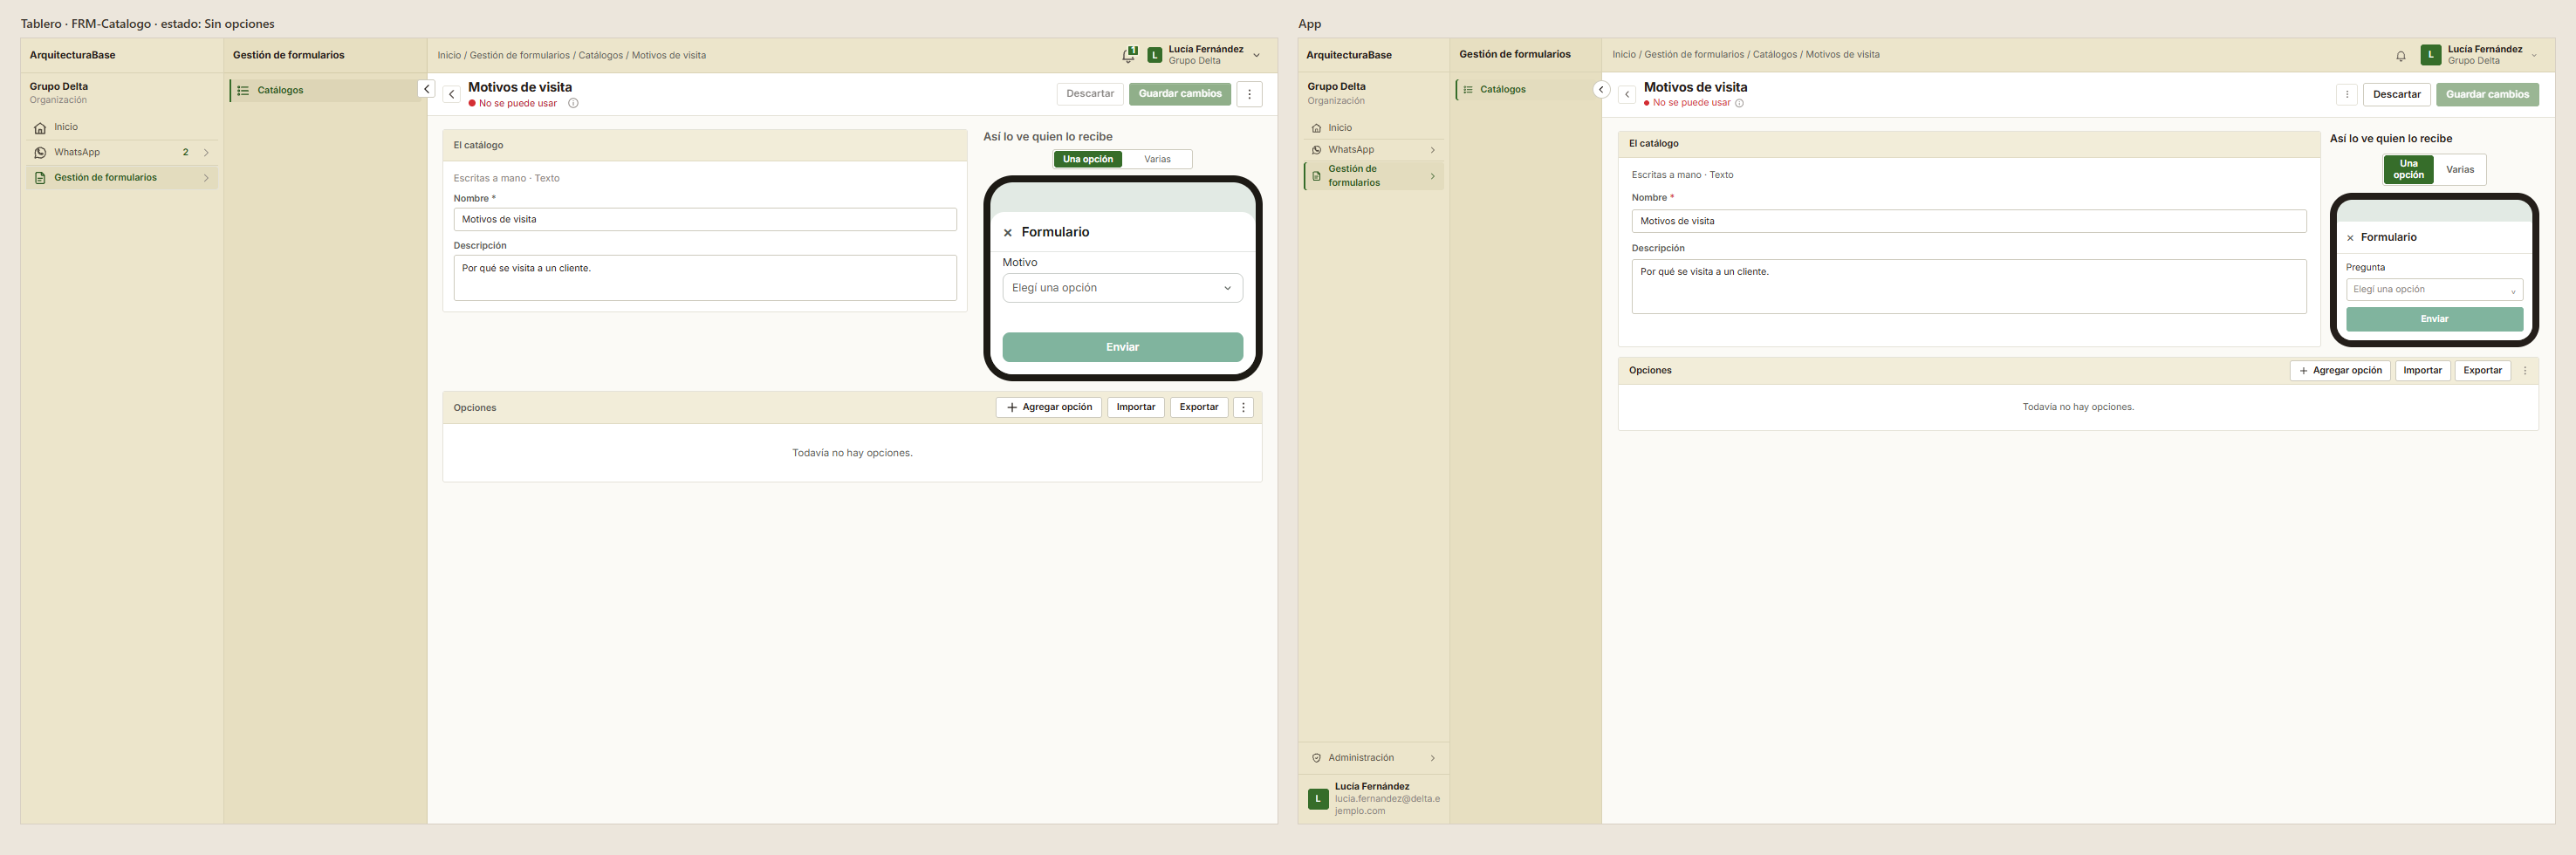 Tablero · FRM-Catalogo · estado: Sin opciones
ArquitecturaBase
Grupo Delta
Organización
Inicio
WhatsApp 2
Gestión de formularios
Gestión de formularios
Catálogos
Inicio / Gestión de formularios / Catálogos / Motivos de visita
1
L
Lucía Fernández
Grupo Delta
Motivos de visita
No se puede usar
Descartar
Guardar cambios
El catálogo
Escritas a mano · Texto
Nombre *
Motivos de visita
Descripción
Por qué se visita a un cliente.
Así lo ve quien lo recibe
Una opción
Varias
Formulario
Motivo
Elegí una opción
Enviar
Opciones
Agregar opción
Importar
Exportar
Todavía no hay opciones.
App
ArquitecturaBase
Grupo Delta
Organización
Inicio
WhatsApp
Gestión de
formularios
Administración
L
Lucía Fernández
lucia.fernandez@delta.e
jemplo.com
Gestión de formularios
Catálogos
Inicio / Gestión de formularios / Catálogos / Motivos de visita
L
Lucía Fernández
Grupo Delta
Motivos de visita
No se puede usar
Descartar
Guardar cambios
El catálogo
Escritas a mano · Texto
Nombre *
Motivos de visita
Descripción
Por qué se visita a un cliente.
Así lo ve quien lo recibe
Una
opción
Varias
Formulario
Pregunta
Elegí una opción
Enviar
Opciones
Agregar opción
Importar
Exportar
Todavía no hay opciones.